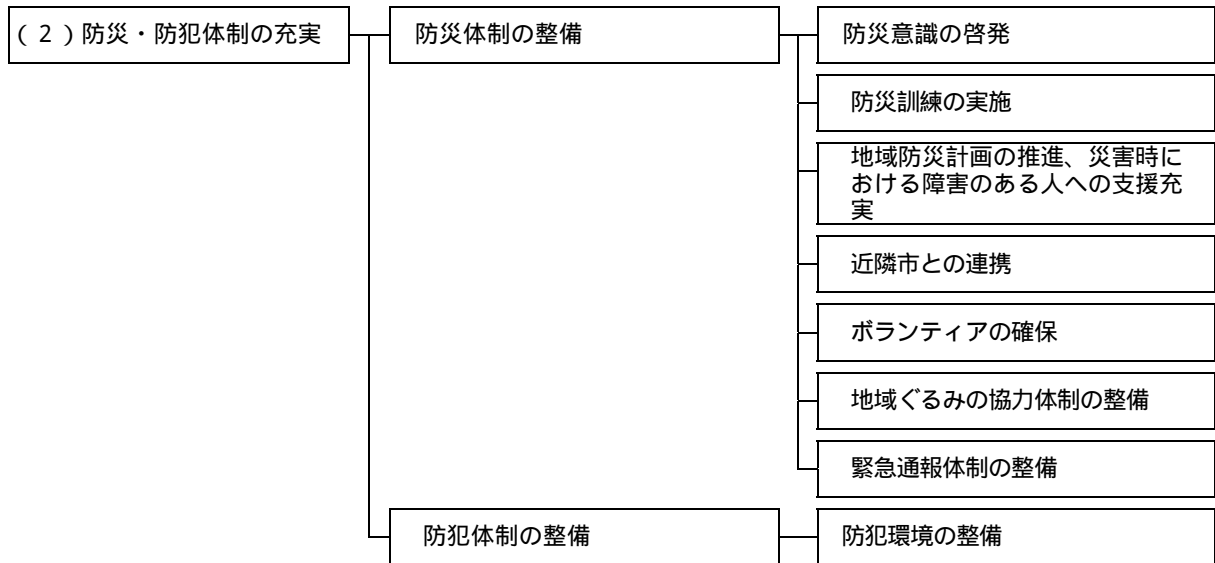 (2)防災・防犯体制の充実
防災体制の整備
防災意識の啓発
防災訓練の実施
地域防災計画の推進、災害時に
おける障害のある人への支援充
実
近隣市との連携
ボランティアの確保
地域ぐるみの協力体制の整備
緊急通報体制の整備
防犯体制の整備
防犯環境の整備